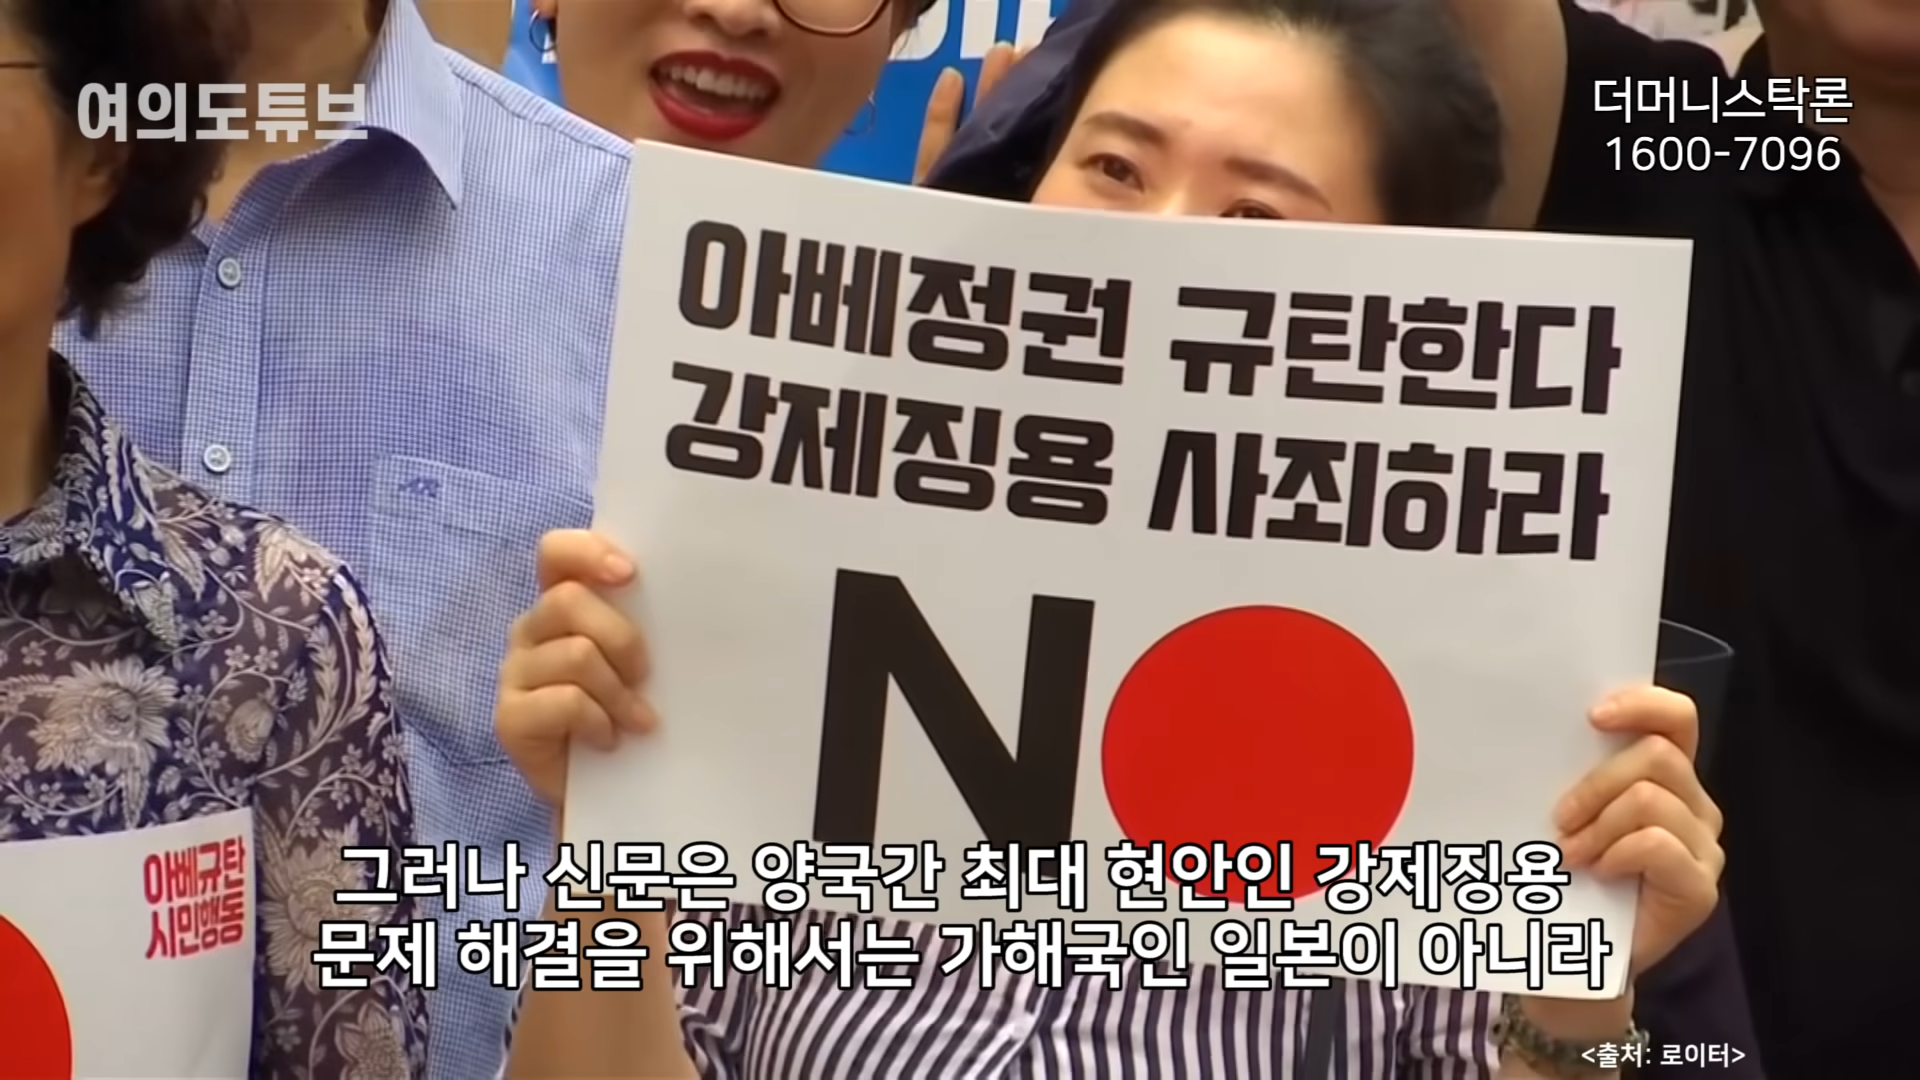 여의도튜브
더머니스탁론
1600-7096
아베정권 규탄한다
강제징용 사죄하라
NO
아베규탄
시민행동
그러나 신문은 양국간 최대 현안인 강제징용
문제 해결을 위해서는 가해국인 일본이 아니라
<출처: 로이터>